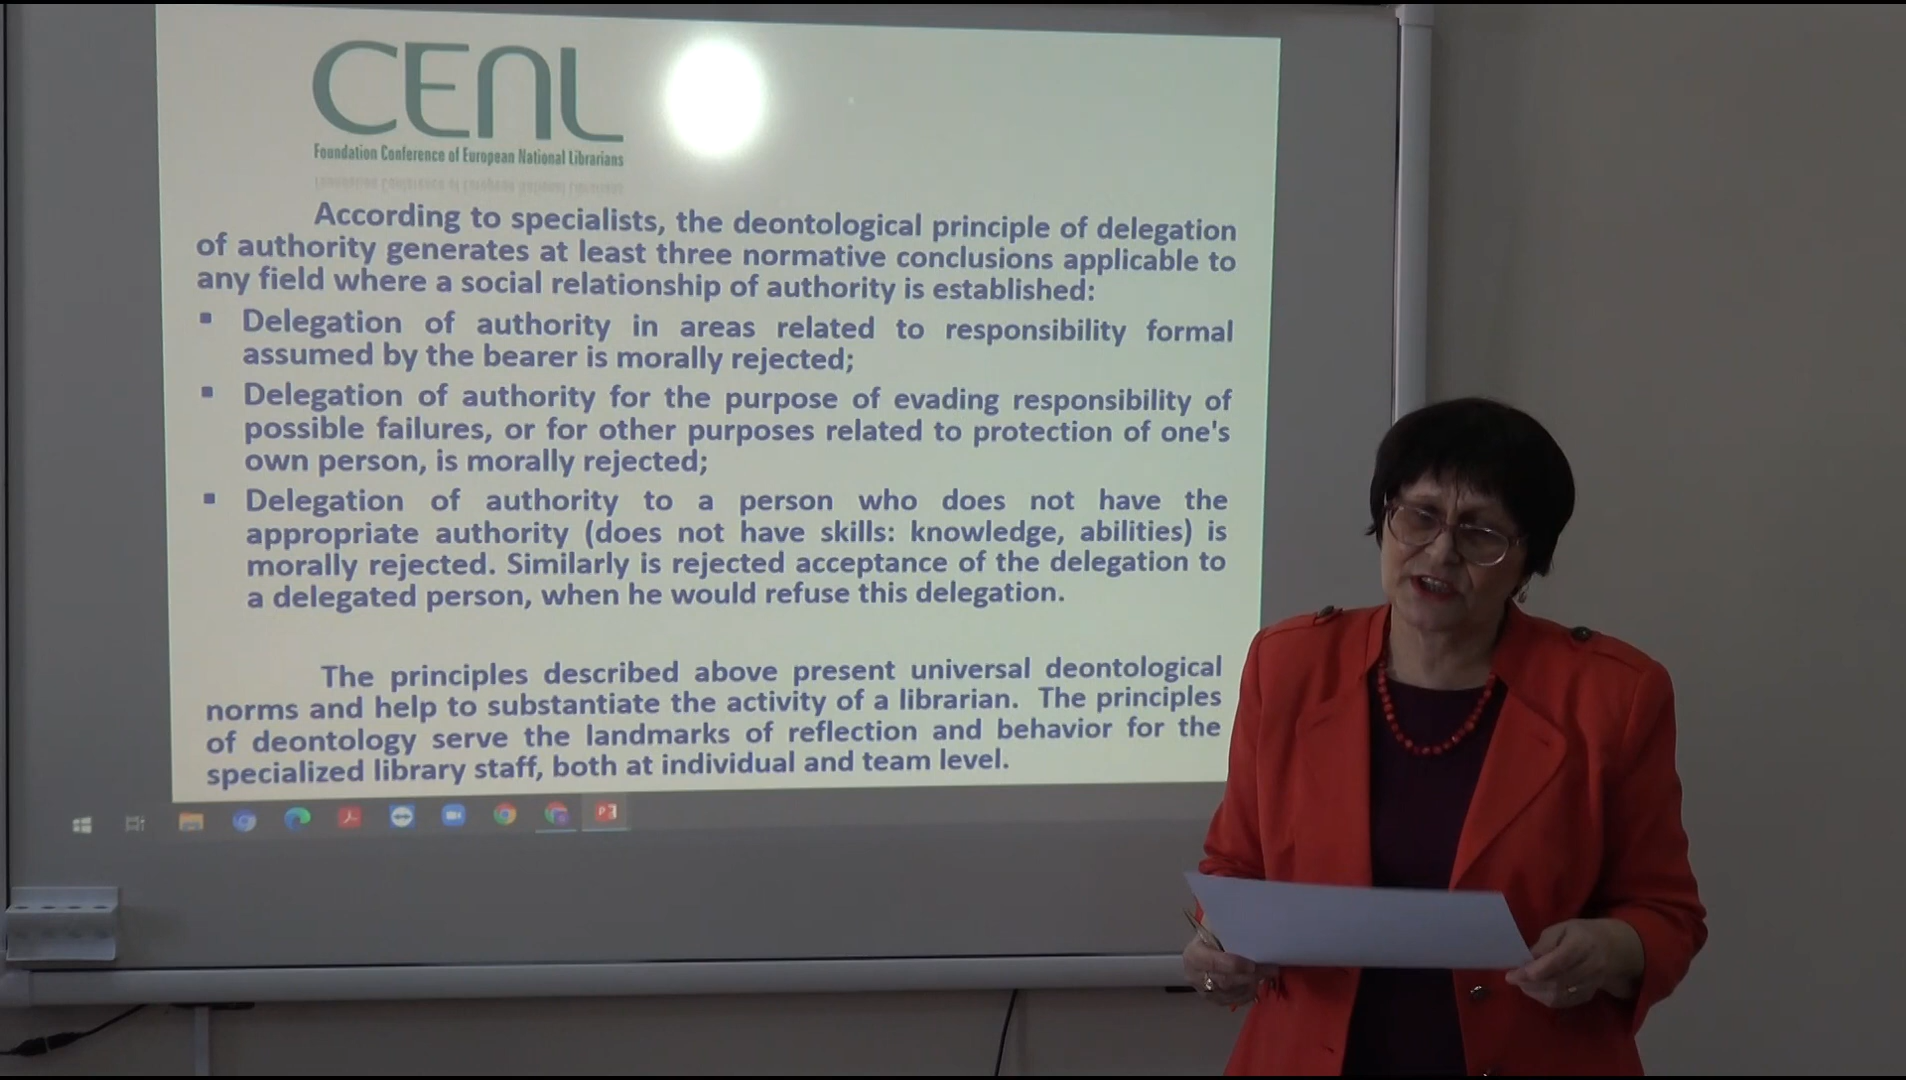 CENL
Foundation Conference of European National Librarians
According to specialists, the deontological principle of delegation
of authority generates at least three normative conclusions applicable to
any field where a social relationship of authority is established:
▪ Delegation of authority in areas related to responsibility formal
assumed by the bearer is morally rejected;
▪ Delegation of authority for the purpose of evading responsibility of
possible failures, or for other purposes related to protection of one's
own person, is morally rejected;
▪ Delegation of authority to a person who does not have the
appropriate authority (does not have skills: knowledge, abilities) is
morally rejected. Similarly is rejected acceptance of the delegation to
a delegated person, when he would refuse this delegation.
The principles described above present universal deontological
norms and help to substantiate the activity of a librarian. The principles
of deontology serve the landmarks of reflection and behavior for the
specialized library staff, both at individual and team level.